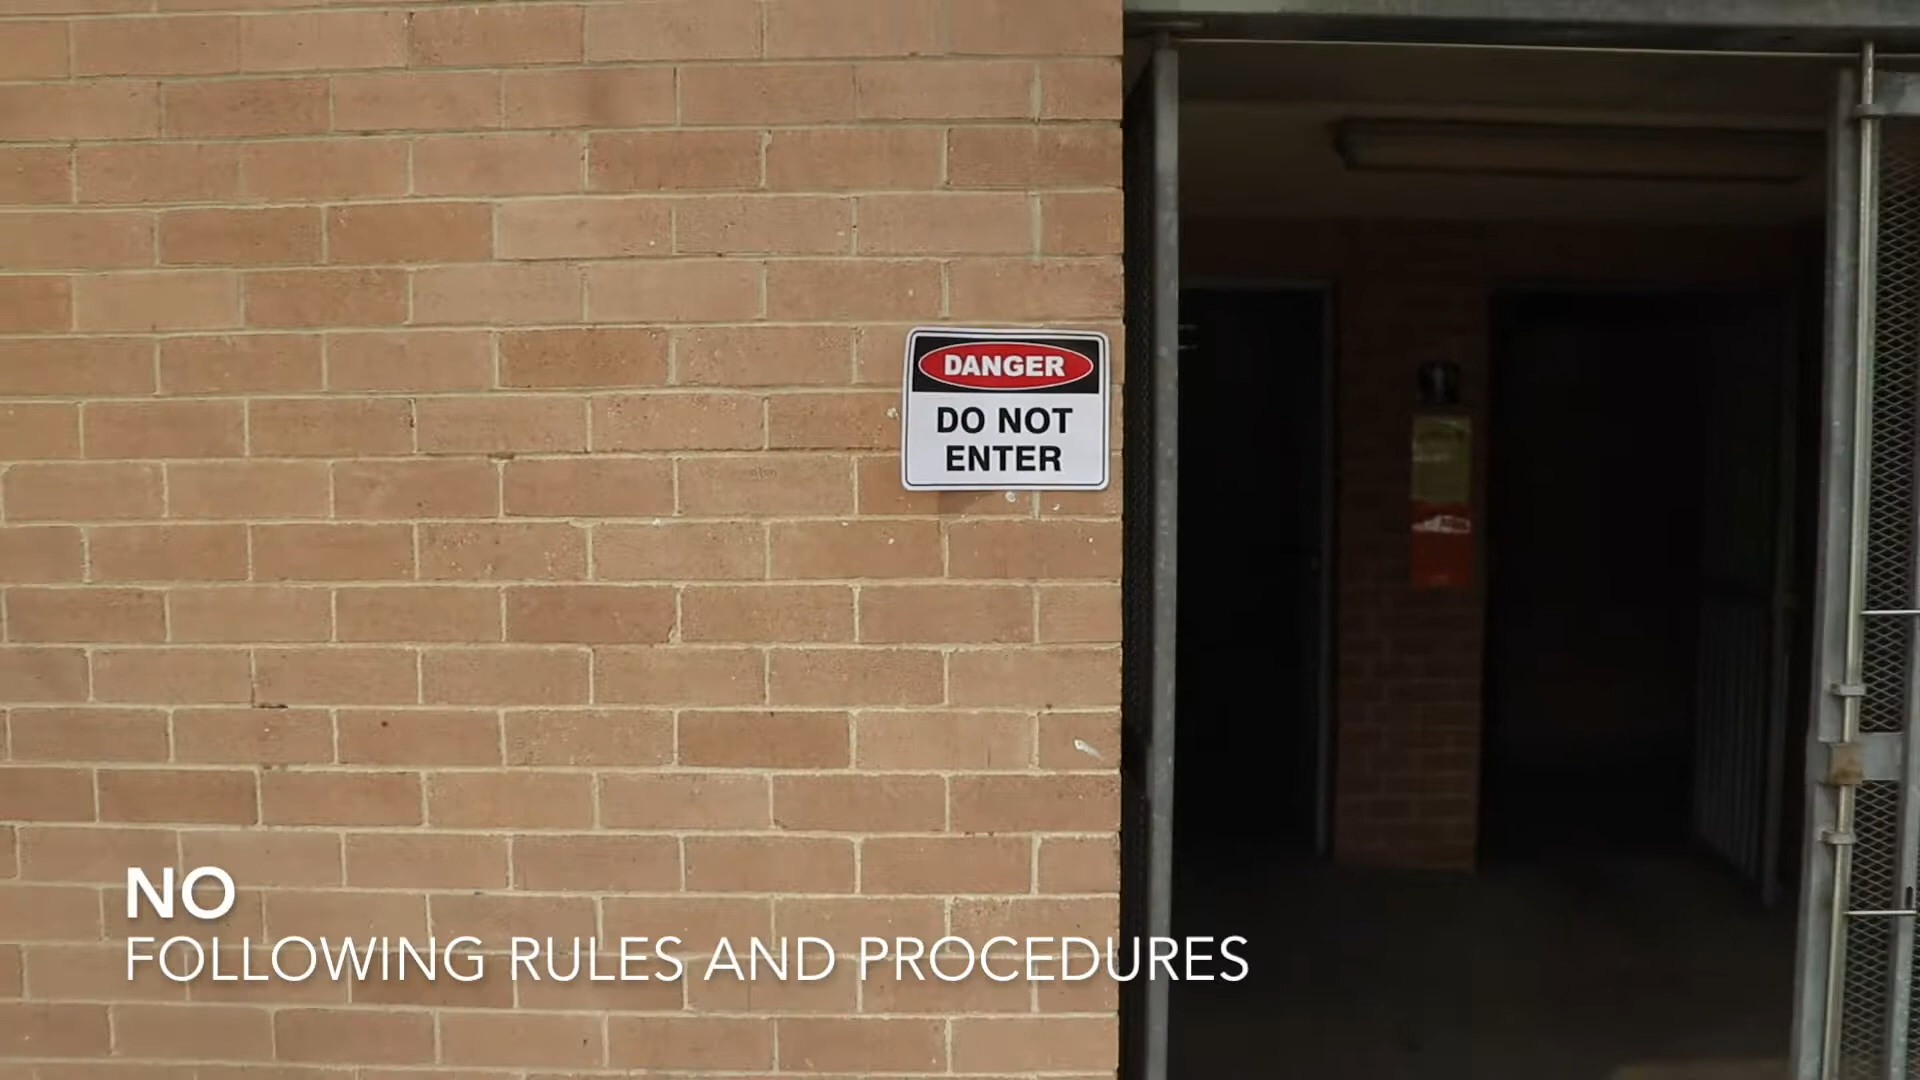 DANGER
DO NOT
ENTER
NO
FOLLOWING RULES AND PROCEDURES